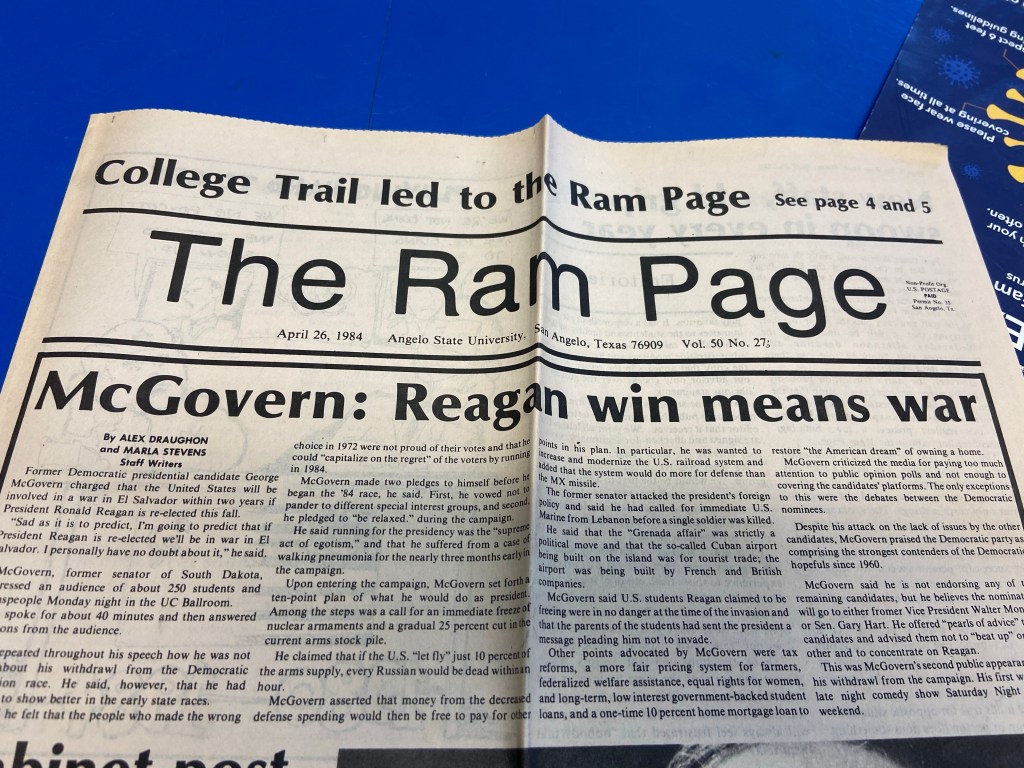 College Trail led to the Ram Page See page 4 and 5
The Ram Page
Non-Profit Org.
U.S. POSTAGE
PAID
Permit No. 35
San Angelo, Tx.
April 26, 1984 Angelo State University, San Angelo, Texas 76909 Vol. 50 No. 27
McGovern: Reagan win means war
By ALEX DRAUGHON
and MARLA STEVENS
Staff Writers
Former Democratic presidential candidate George
McGovern charged that the United States will be
involved in a war in El Salvador within two years if
President Ronald Reagan is re-elected this fall.
"Sad as it is to predict, I'm going to predict that if
President Reagan is re-elected we'll be in war in El
alvador. I personally have no doubt about it," he said.
McGovern, former senator of South Dakota,
ressed an audience of about 250 students and
nspeople Monday night in the UC Ballroom.
spoke for about 40 minutes and then answered
ons from the audience.
epeated throughout his speech how he was not
bout his withdrawl from the Democratic
ion race. He said, however, that he had
to show better in the early state races.
he felt that the people who made the wrong
choice in 1972 were not proud of their votes and that he
could "capitalize on the regret" of the voters by running
in 1984.
McGovern made two pledges to himself before he
began the '84 race, he said. First, he vowed not to
pander to different special interest groups, and second,
he pledged to "be relaxed." during the campaign.
He said running for the presidency was the "supreme
act of egotism," and that he suffered from a case of
walking pneumonia for the nearly three months early in
the campaign.
Upon entering the campaign, McGovern set forth a
ten-point plan of what he would do as president.
Among the steps was a call for an immediate freeze of
nuclear armaments and a gradual 25 percent cut in the
current arms stock pile.
He claimed that if the U.S. "let fly" just 10 percent of
the arms supply, every Russian would be dead within an
hour.
McGovern asserted that money from the decreased
defense spending would then be free to pay for other
points in his plan. In particular, he was wanted to
increase and modernize the U.S. railroad system and
added that the system would do more for defense than
the MX missile.
The former senator attacked the president's foreign
policy and said he had called for immediate U.S.
Marine from Lebanon before a single soldier was killed.
He said that the "Grenada affair" was strictly a
political move and that the so-called Cuban airport
being built on the island was for tourist trade; the
airport was being built by French and British
companies.
McGovern said U.S. students Reagan claimed to be
freeing were in no danger at the time of the invasion and
that the parents of the students had sent the president a
message pleading him not to invade.
Other points advocated by McGovern were tax
reforms, a more fair pricing system for farmers,
federalized welfare assistance, equal rights for women,
and long-term, low interest government-backed student
loans, and a one-time 10 percent home mortgage loan to
restore "the American dream" of owning a home.
McGovern criticized the media for paying too much
attention to public opinion polls and not enough to
covering the candidates' platforms. The only exceptions
to this were the debates between the Democratic
nominees.
Despite his attack on the lack of issues by the other
candidates, McGovern praised the Democratic party as
comprising the strongest contenders of the Democratic
hopefuls since 1960.
McGovern said he is not endorsing any of t
remaining candidates, but he believes the nominat
will go to either fromer Vice President Walter Mon
or Sen. Gary Hart. He offered "pearls of advice" t
candidates and advised them not to "beat up" o
other and to concentrate on Reagan.
This was McGovern's second public appearan
his withdrawl from the campaign. His first w
late night comedy show Saturday Night
weekend.
binet post
Please wear face
covering at all times.
pect 6 feet
ng guidelines.
n your
often.